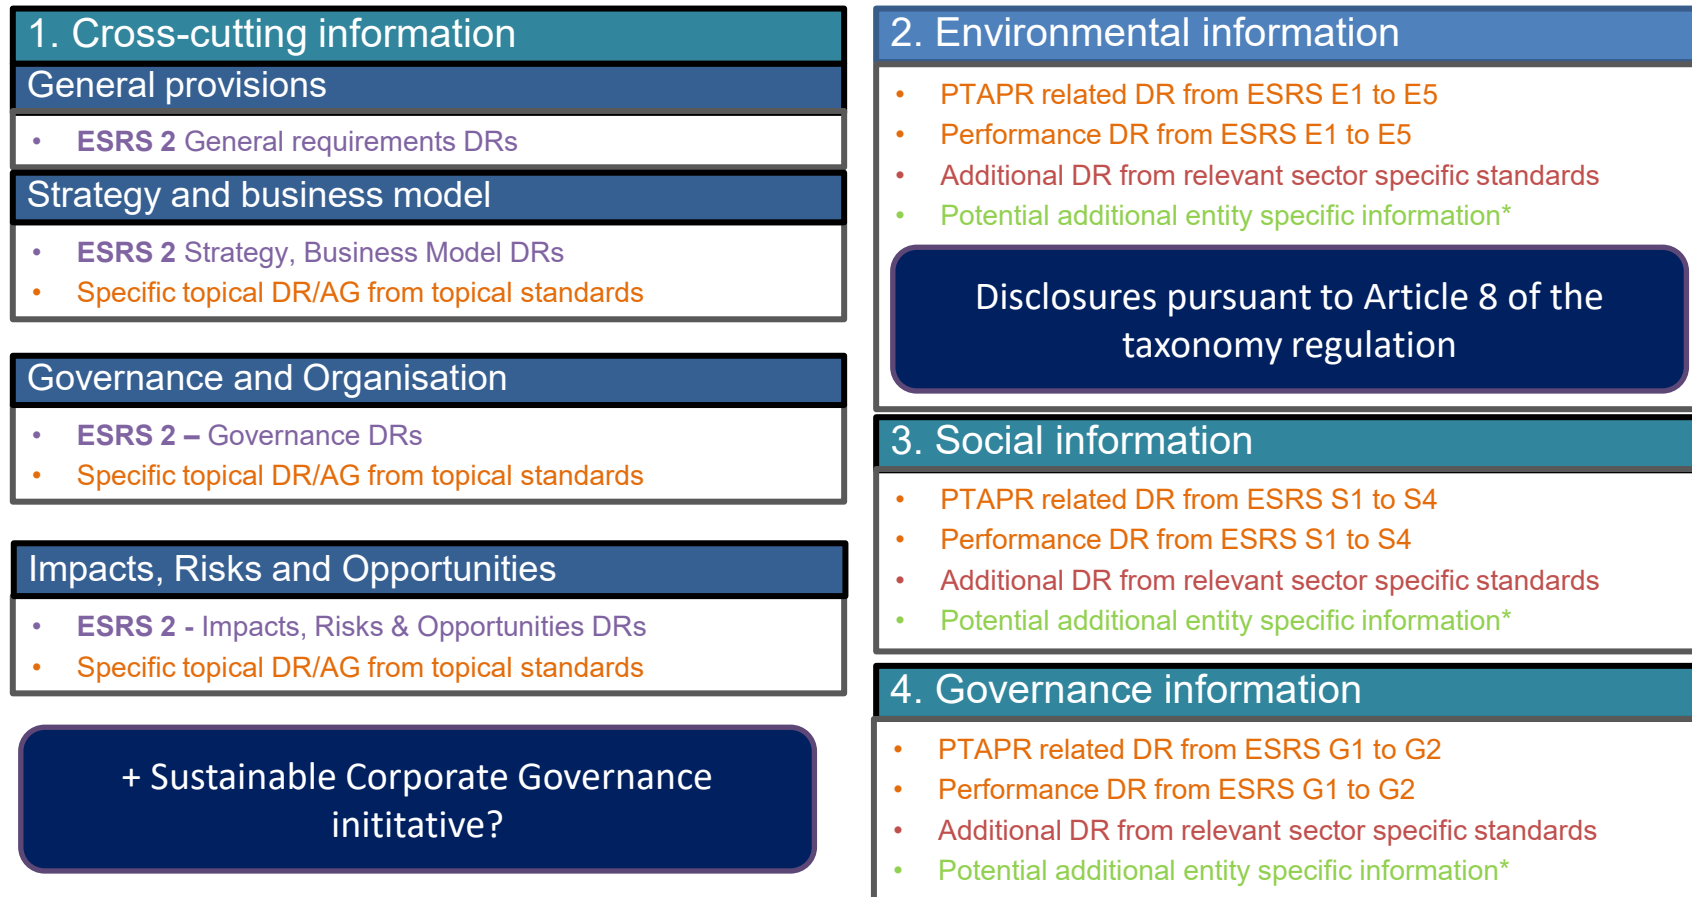 1. Cross-cutting information
General provisions
• ESRS 2 General requirements DRs
Strategy and business model
• ESRS 2 Strategy, Business Model DRs
• Specific topical DR/AG from topical standards
Governance and Organisation
• ESRS 2 – Governance DRs
• Specific topical DR/AG from topical standards
Impacts, Risks and Opportunities
• ESRS 2 - Impacts, Risks & Opportunities DRs
• Specific topical DR/AG from topical standards
+ Sustainable Corporate Governance
inititative?
2. Environmental information
• PTAPR related DR from ESRS E1 to E5
• Performance DR from ESRS E1 to E5
• Additional DR from relevant sector specific standards
• Potential additional entity specific information*
Disclosures pursuant to Article 8 of the
taxonomy regulation
3. Social information
• PTAPR related DR from ESRS S1 to S4
• Performance DR from ESRS S1 to S4
• Additional DR from relevant sector specific standards
• Potential additional entity specific information*
4. Governance information
• PTAPR related DR from ESRS G1 to G2
• Performance DR from ESRS G1 to G2
• Additional DR from relevant sector specific standards
• Potential additional entity specific information*